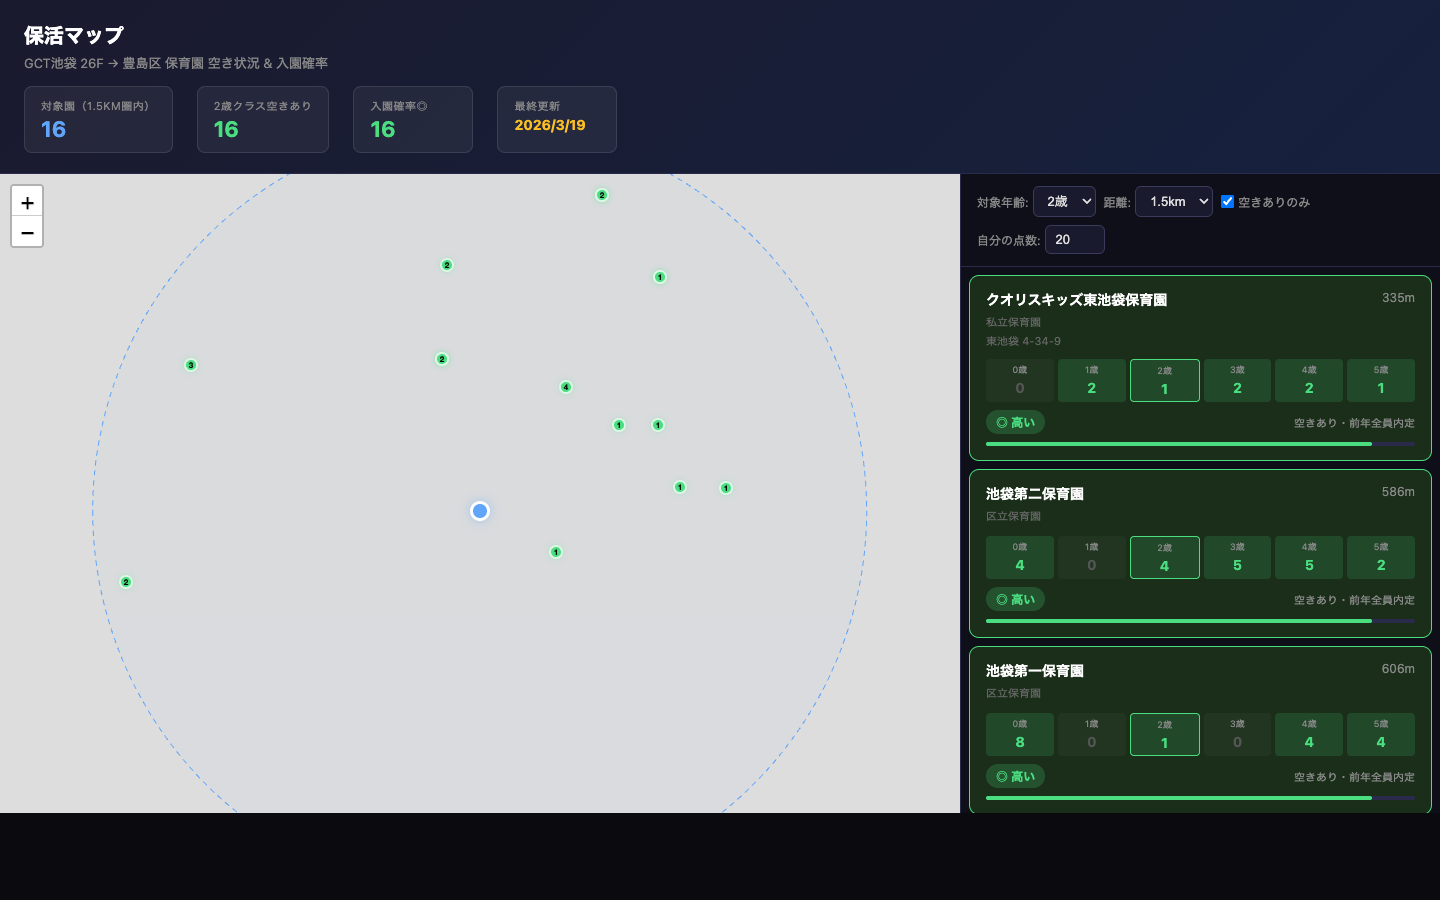 保活マップ
GCT池袋 26F → 豊島区 保育園 空き状況 & 入園確率
対象園（1.5KM圏内）
16
2歳クラス空きあり
16
入園確率◎
16
最終更新
2026/3/19
+
−
2
2
1
3
2
4
1
1
1
1
1
2
対象年齢: 2歳 距離: 1.5km 空きありのみ
自分の点数: 20
クオリスキッズ東池袋保育園 335m
私立保育園
東池袋 4-34-9
0歳 1歳 2歳 3歳 4歳 5歳
0 2 1 2 2 1
◎ 高い 空きあり・前年全員内定
池袋第二保育園 586m
区立保育園
0歳 1歳 2歳 3歳 4歳 5歳
4 0 4 5 5 2
◎ 高い 空きあり・前年全員内定
池袋第一保育園 606m
区立保育園
0歳 1歳 2歳 3歳 4歳 5歳
8 0 1 0 4 4
◎ 高い 空きあり・前年全員内定